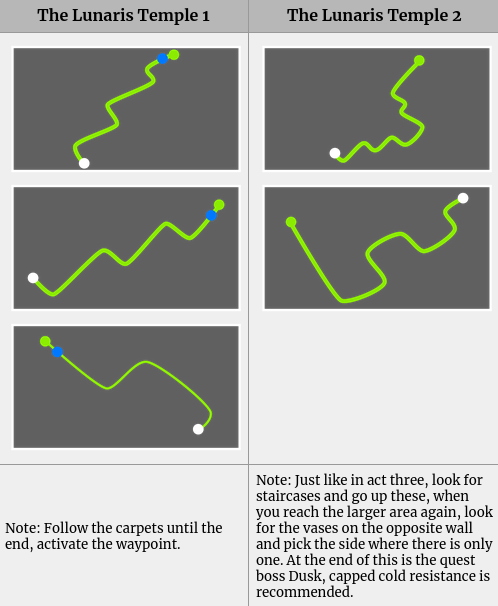 The Lunaris Temple 1
The Lunaris Temple 2
Note: Follow the carpets until the
end, activate the waypoint.
Note: Just like in act three, look for
staircases and go up these, when
you reach the larger area again, look
for the vases on the opposite wall
and pick the side where there is only
one. At the end of this is the quest
boss Dusk, capped cold resistance is
recommended.